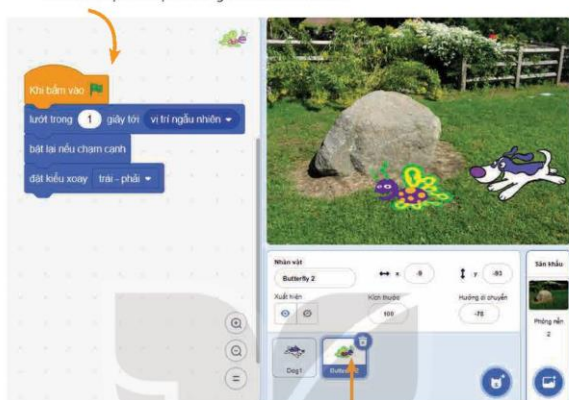 Khi bấm vào
lướt trong 1 giây tới vị trí ngẫu nhiên
bật lại nếu chạm cạnh
đặt kiểu xoay trái – phải
Nhân vật
Butterfly 2
x -9
y -93
Xuất hiện
Kích thước
100
Hướng di chuyển
-78
Dog1
Butterfly 2
Sân khấu
Phông nền
2